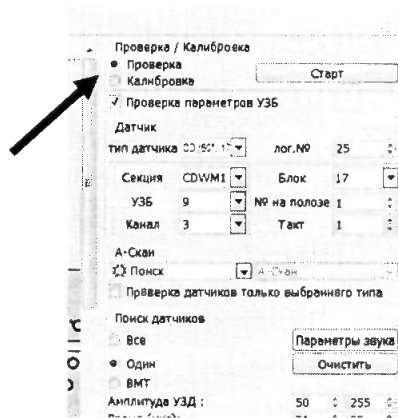 Проверка / Калибровка
Проверка
Калибровка
Старт
Проверка параметров УЗБ
Датчик
тип датчика
лог.№ 25
Секция CDWM1 Блок 17
УЗБ 9 № на полозе 1
Канал 3 Такт 1
А-Скан
Поиск А-Скан
Проверка датчиков только выбранного типа
Поиск датчиков
Все Параметры звука
Один Очистить
ВМТ
Амплитуда УЗД : 50 255